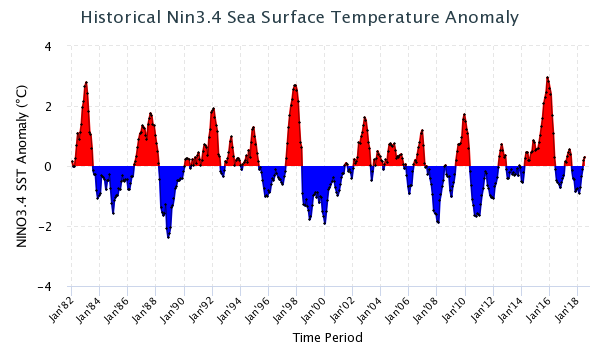 Historical Nin3.4 Sea Surface Temperature Anomaly
4
2
0
-2
-4
NINO3.4 SST Anomaly (°C)
Jan'82
Jan'84
Jan'86
Jan'88
Jan'90
Jan'92
Jan'94
Jan'96
Jan'98
Jan'00
Jan'02
Jan'04
Jan'06
Jan'08
Jan'10
Jan'12
Jan'14
Jan'16
Jan'18
Time Period